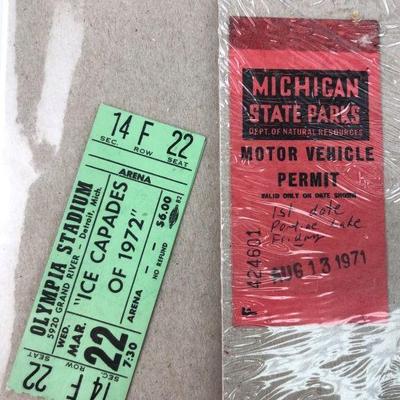 14 F 22
SEC. ROW SEAT
ARENA
OLYMPIA STADIUM
5920 GRAND RIVER — Detroit, Mich.
"ICE CAPADES
OF 1972"
WED. MAR. 22 7:30
ARENA — $6.00
NO REFUND
22 F 14
SEAT ROW SEC.
MICHIGAN
STATE PARKS
DEPT. OF NATURAL RESOURCES
MOTOR VEHICLE
PERMIT
VALID ONLY ON DATE SHOWN
1st date
Pontiac Lake
Friday
F 424601
AUG 13 1971